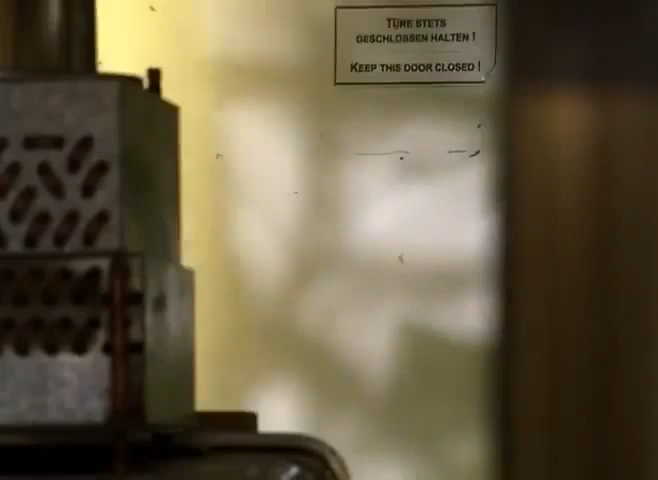 TÜRE STETS
GESCHLOSSEN HALTEN !
KEEP THIS DOOR CLOSED !